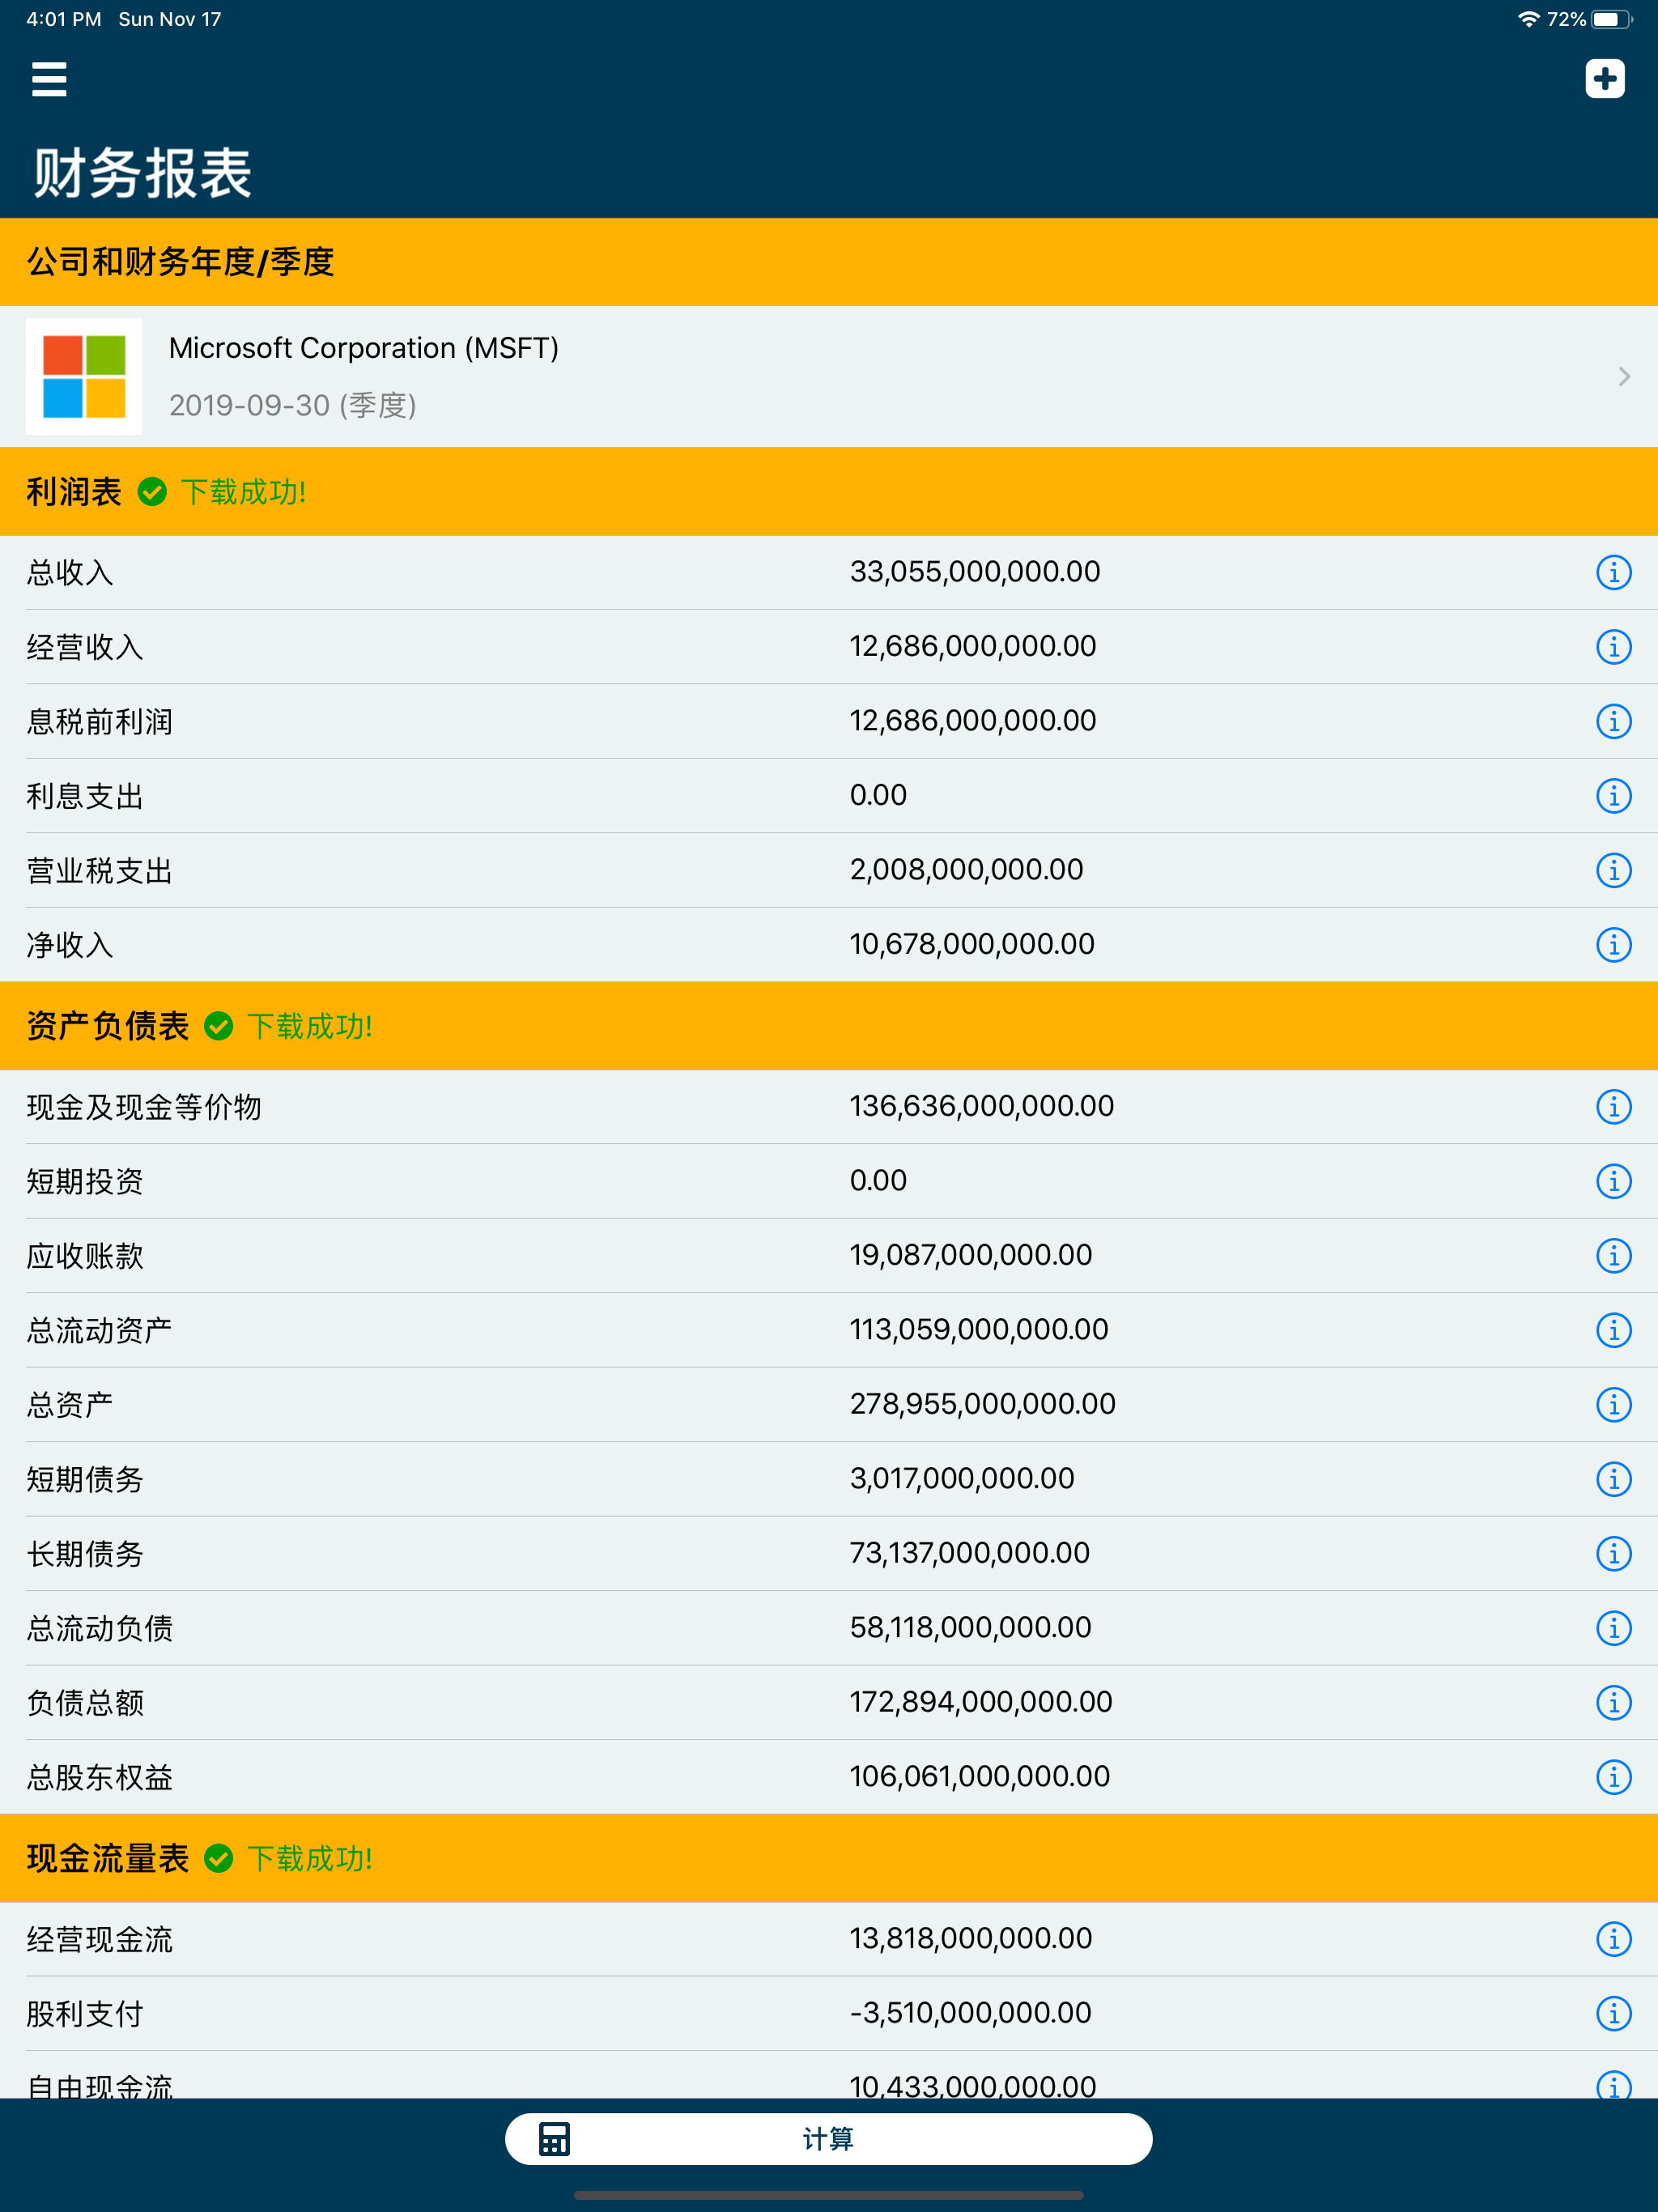 4:01 PM Sun Nov 17 72%
财务报表
公司和财务年度/季度
Microsoft Corporation (MSFT)
2019-09-30 (季度)
利润表 下载成功!
总收入 33,055,000,000.00
经营收入 12,686,000,000.00
息税前利润 12,686,000,000.00
利息支出 0.00
营业税支出 2,008,000,000.00
净收入 10,678,000,000.00
资产负债表 下载成功!
现金及现金等价物 136,636,000,000.00
短期投资 0.00
应收账款 19,087,000,000.00
总流动资产 113,059,000,000.00
总资产 278,955,000,000.00
短期债务 3,017,000,000.00
长期债务 73,137,000,000.00
总流动负债 58,118,000,000.00
负债总额 172,894,000,000.00
总股东权益 106,061,000,000.00
现金流量表 下载成功!
经营现金流 13,818,000,000.00
股利支付 -3,510,000,000.00
自由现金流 10,433,000,000.00
计算